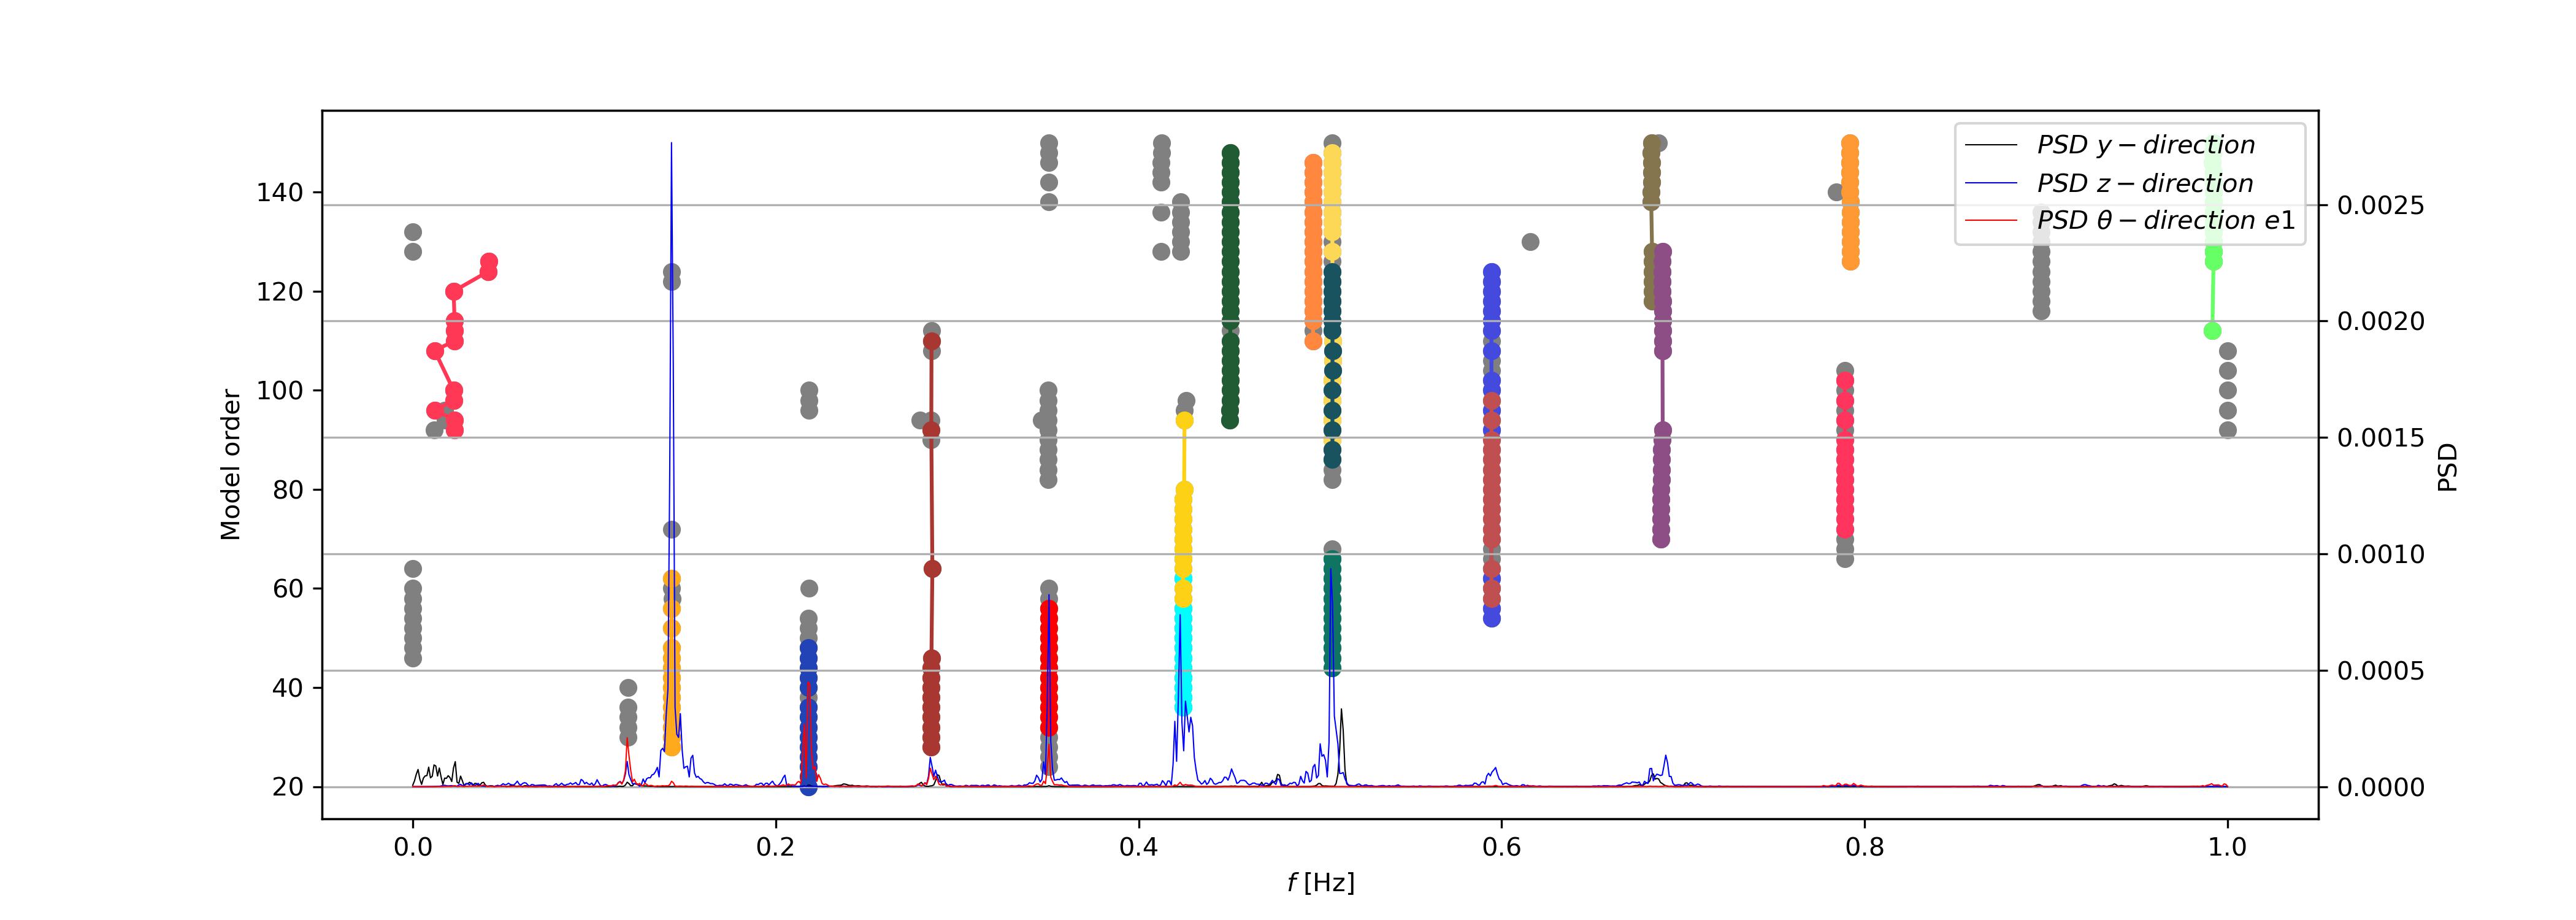 PSD y − direction
PSD z − direction
PSD θ − direction e1
140
120
100
80
60
40
20
Model order
0.0025
0.0020
0.0015
0.0010
0.0005
0.0000
PSD
0.0 0.2 0.4 0.6 0.8 1.0
f [Hz]